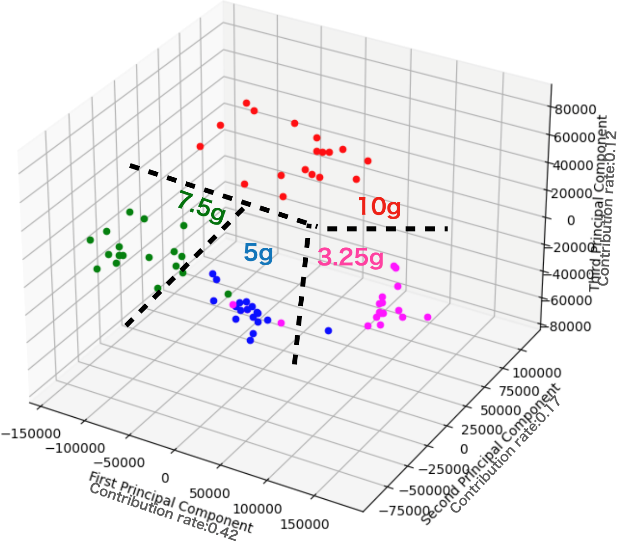 80000
60000
40000
20000
0
−20000
−40000
−60000
−80000
Third Principal Component
Contribution rate:0.12
10g
7.5g
5g
3.25g
100000
75000
50000
25000
0
−25000
−50000
−75000
Second Principal Component
Contribution rate:0.17
−150000
−100000
−50000
0
50000
100000
150000
First Principal Component
Contribution rate:0.42